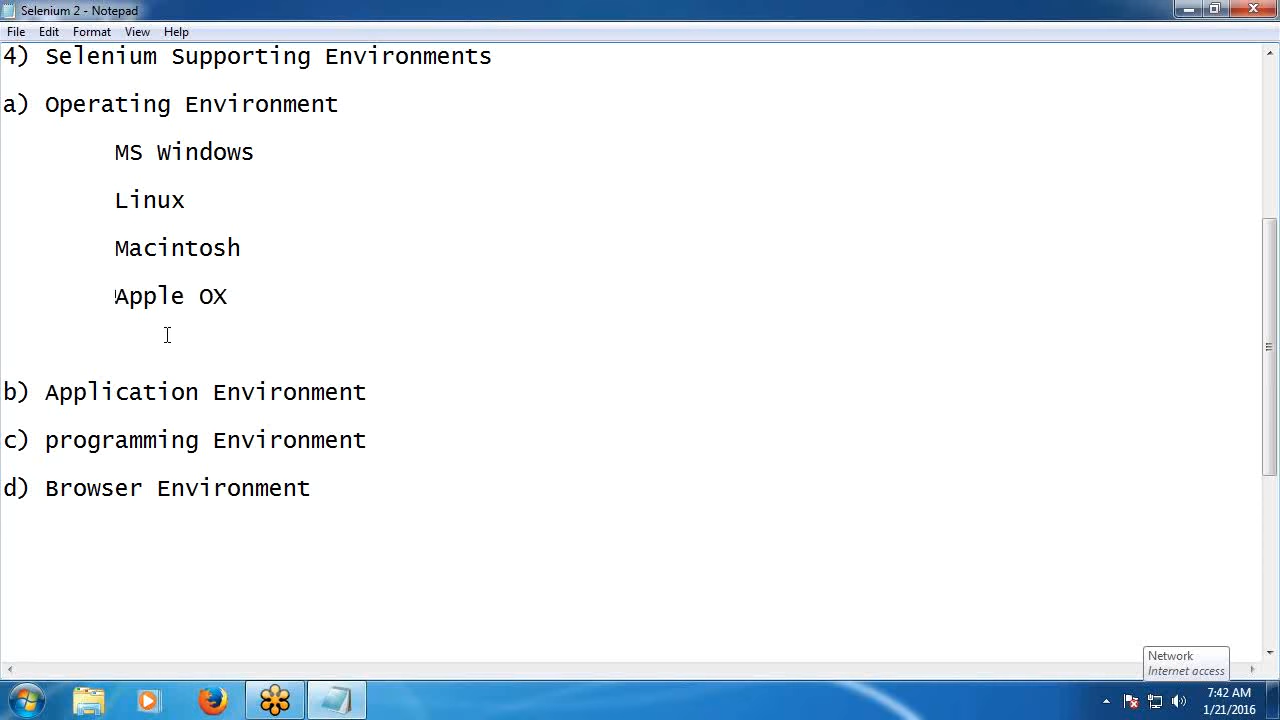 Selenium 2 - Notepad
File Edit Format View Help
4) Selenium Supporting Environments
a) Operating Environment
MS Windows
Linux
Macintosh
Apple OX
b) Application Environment
c) programming Environment
d) Browser Environment
Network
Internet access
7:42 AM
1/21/2016